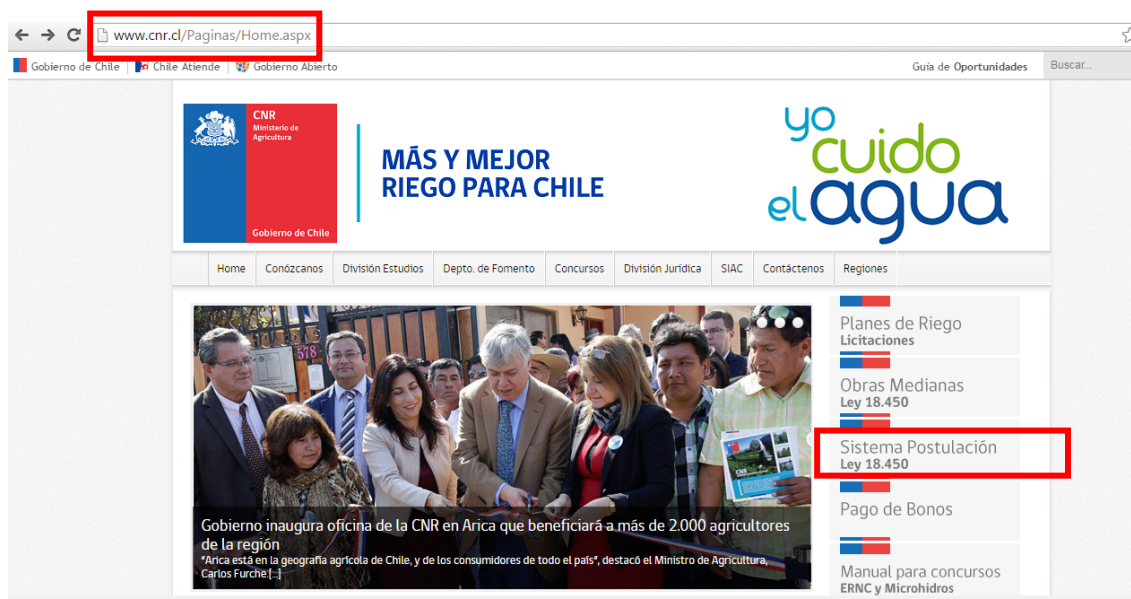 www.cnr.cl/Paginas/Home.aspx
Gobierno de Chile
Chile Atiende
Gobierno Abierto
Guía de Oportunidades
Buscar...
CNR
Ministerio de
Agricultura
Gobierno de Chile
MÁS Y MEJOR
RIEGO PARA CHILE
yo
cuido
el agua
Home
Conózcanos
División Estudios
Depto. de Fomento
Concursos
División Jurídica
SIAC
Contáctenos
Regiones
578
CNR
Gobierno inaugura oficina de la CNR en Arica que beneficiará a más de 2.000 agricultores
de la región
"Arica está en la geografía agrícola de Chile, y de los consumidores de todo el país", destacó el Ministro de Agricultura,
Carlos Furche.[...]
Planes de Riego
Licitaciones
Obras Medianas
Ley 18.450
Sistema Postulación
Ley 18.450
Pago de Bonos
Manual para concursos
ERNC y Microhidros